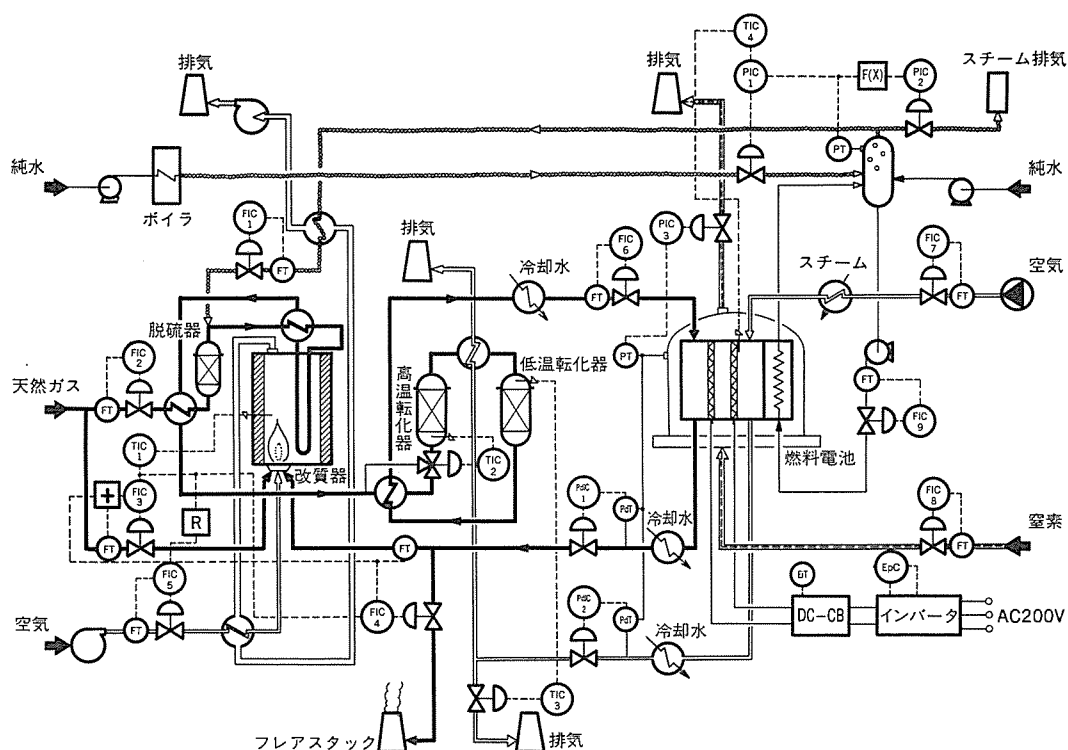 TIC 4
排気
排気
PIC 1
F(X)
PIC 2
スチーム排気
PT
純水
ボイラ
純水
FIC 1
FT
排気
冷却水
PIC 3
FIC 6
FT
スチーム
FIC 7
FT
空気
脱硫器
FIC 2
天然ガス
FT
高温転化器
低温転化器
PT
FT
FIC 9
TIC 1
TIC 2
改質器
燃料電池
+
FIC 3
R
FT
PdC 1
PdT
冷却水
FIC 8
FT
窒素
FT
FIC 5
FT
空気
FIC 4
PdC 2
PdT
冷却水
EpC
DC-CB
インバータ
AC200V
TIC 3
フレアスタック
排気